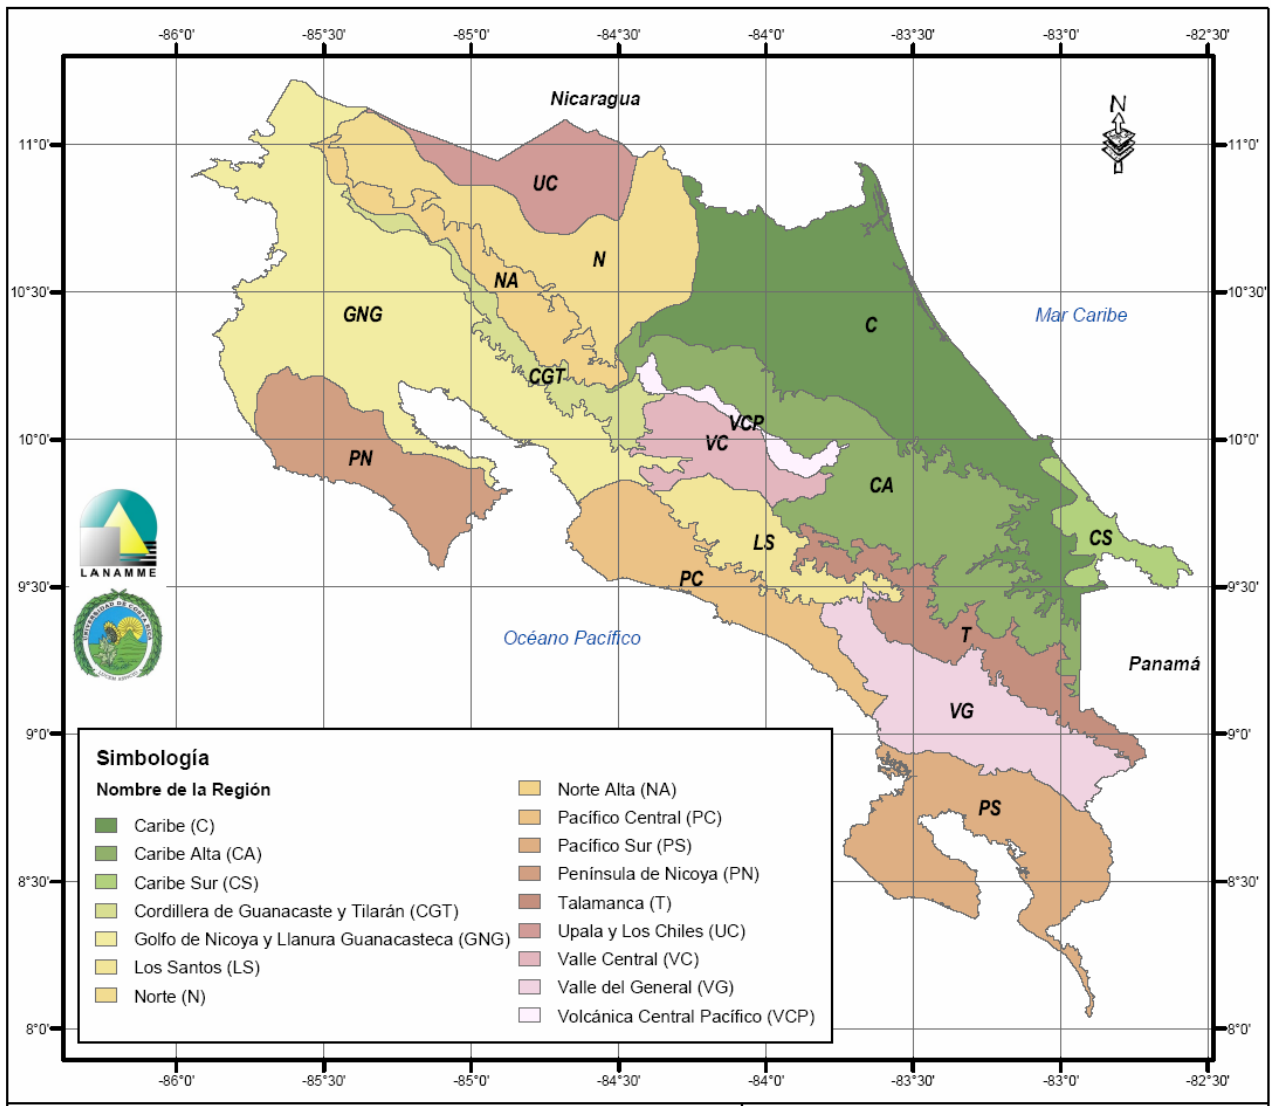 -86°0' -85°30' -85°0' -84°30' -84°0' -83°30' -83°0' -82°30'
Nicaragua
N
11°0' 11°0'
UC
N
NA
10°30' 10°30'
GNG
C
Mar Caribe
CGT
VCP
10°0' 10°0'
VC
PN
CA
LS
CS
LANAMME
PC
9°30' 9°30'
UNIVERSIDAD DE COSTA RICA
LUCEM ASPICIO
Océano Pacífico
T
Panamá
VG
9°0' 9°0'
PS
8°30' 8°30'
8°0' 8°0'
Simbología
Nombre de la Región
Caribe (C)
Caribe Alta (CA)
Caribe Sur (CS)
Cordillera de Guanacaste y Tilarán (CGT)
Golfo de Nicoya y Llanura Guanacasteca (GNG)
Los Santos (LS)
Norte (N)
Norte Alta (NA)
Pacífico Central (PC)
Pacífico Sur (PS)
Península de Nicoya (PN)
Talamanca (T)
Upala y Los Chiles (UC)
Valle Central (VC)
Valle del General (VG)
Volcánica Central Pacífico (VCP)
-86°0' -85°30' -85°0' -84°30' -84°0' -83°30' -83°0' -82°30'